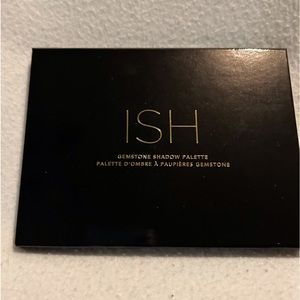 ISH
GEMSTONE SHADOW PALETTE
PALETTE D'OMBRE À PAUPIÈRES GEMSTONE